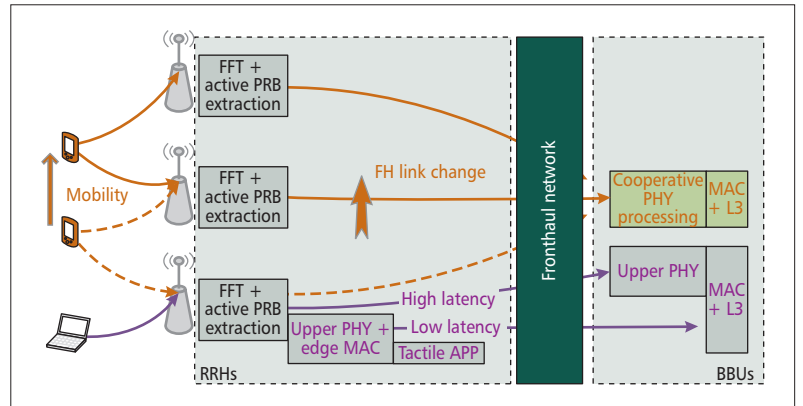 FFT +
active PRB
extraction
FFT +
active PRB
extraction
FH link change
Mobility
Fronthaul network
Cooperative
PHY
processing
MAC
+ L3
FFT +
active PRB
extraction
High latency
Upper PHY
MAC
+ L3
Upper PHY +
edge MAC
Low latency
Tactile APP
RRHs
BBUs